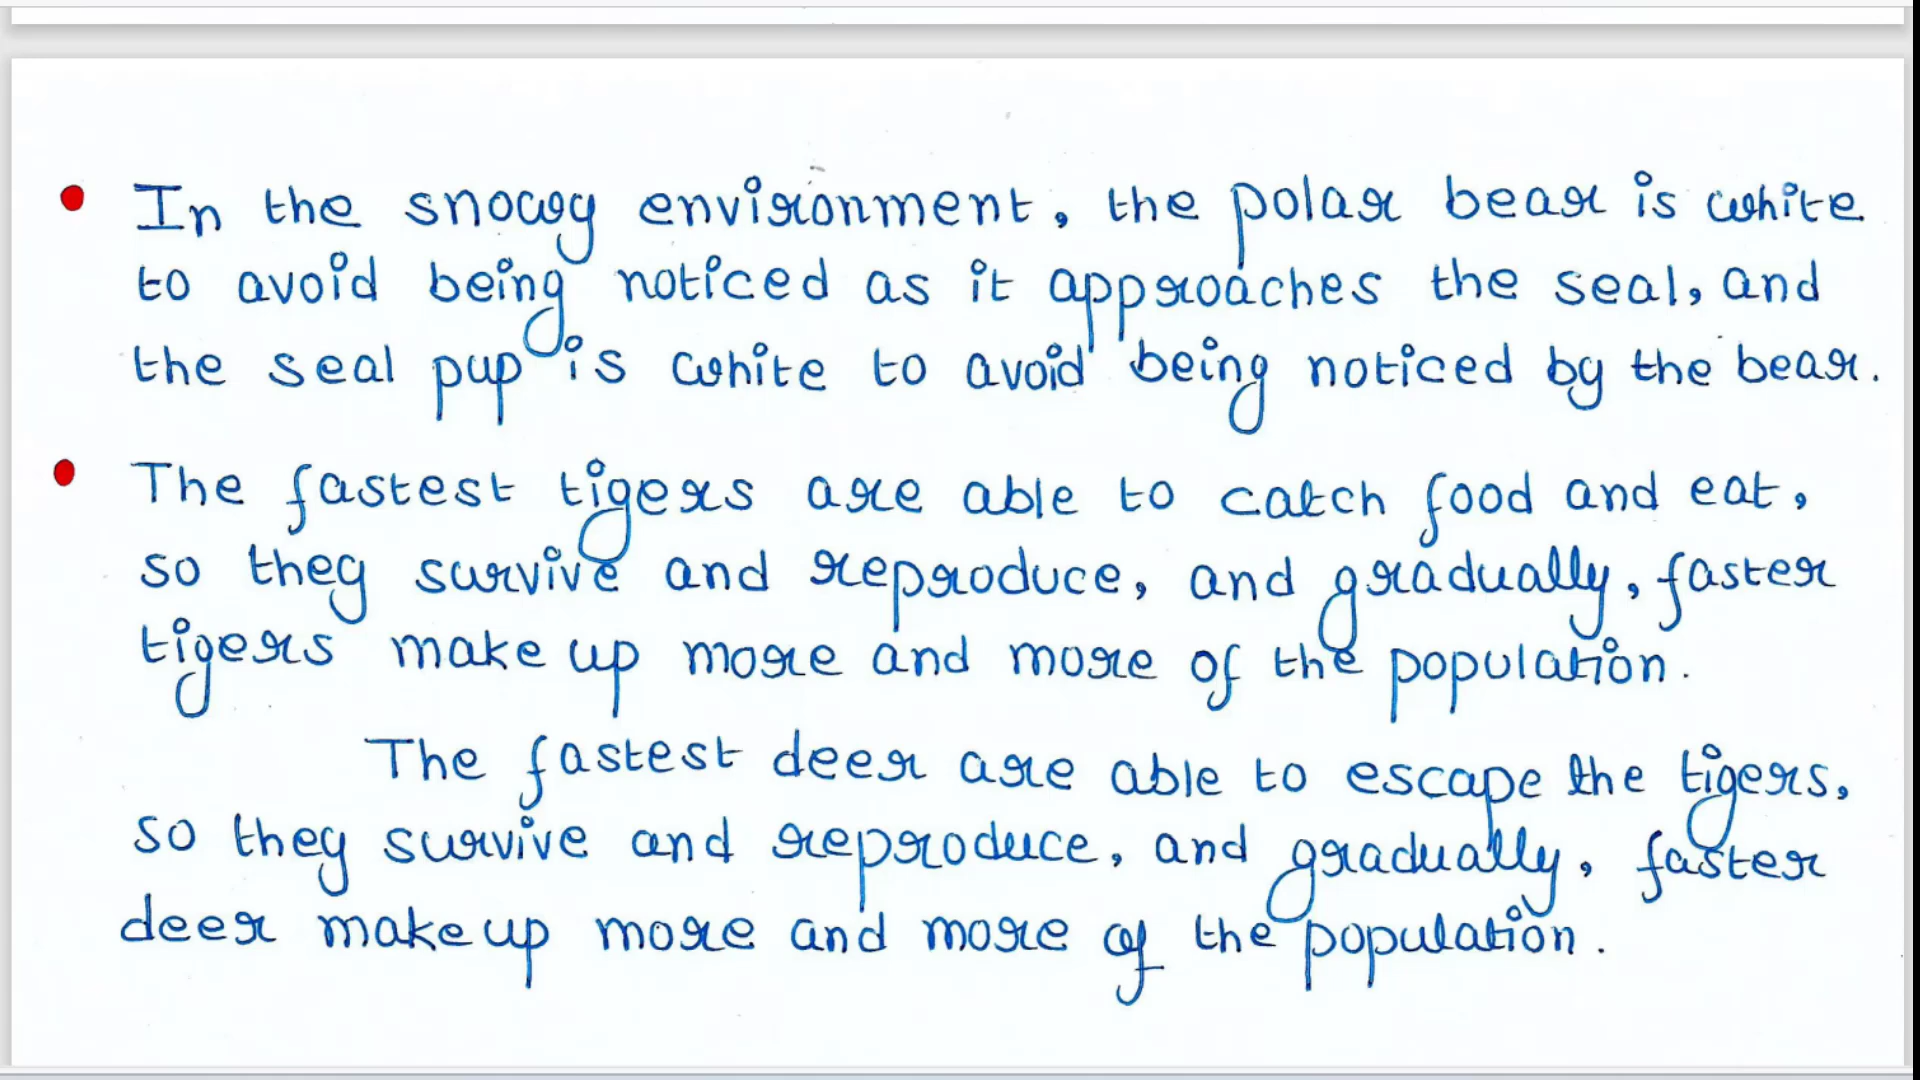 • In the snowy environment, the polar bear is white
to avoid being noticed as it approaches the seal, and
the seal pup is white to avoid being noticed by the bear.
• The fastest tigers are able to catch food and eat,
so they survive and reproduce, and gradually, faster
tigers make up more and more of the population.
The fastest deer are able to escape the tigers,
so they survive and reproduce, and gradually, faster
deer make up more and more of the population.